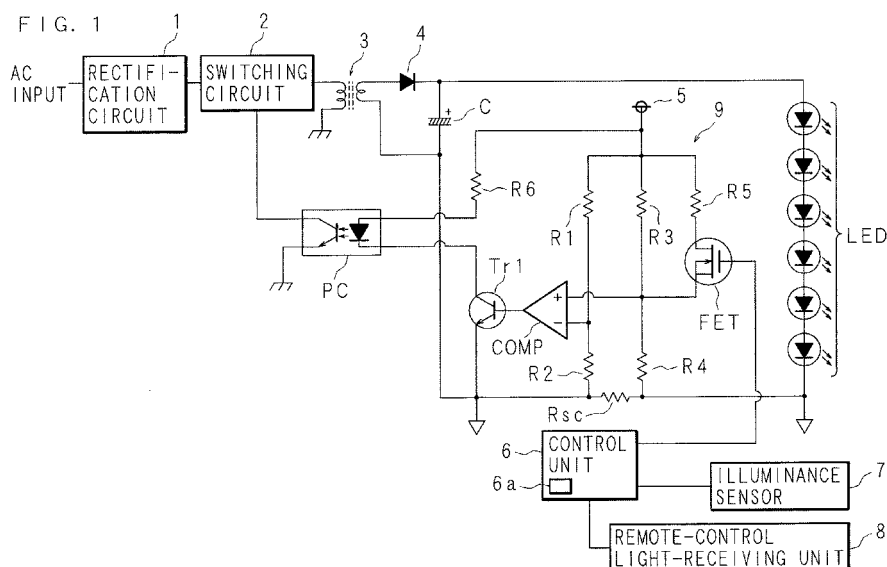 FIG. 1
1
2
3
4
AC
INPUT
RECTIFI-
CATION
CIRCUIT
SWITCHING
CIRCUIT
+
C
5
9
R6
R1
R3
R5
LED
PC
Tr1
+
−
COMP
FET
R2
R4
Rsc
6
CONTROL
UNIT
6a
ILLUMINANCE
SENSOR
7
REMOTE-CONTROL
LIGHT-RECEIVING UNIT
8